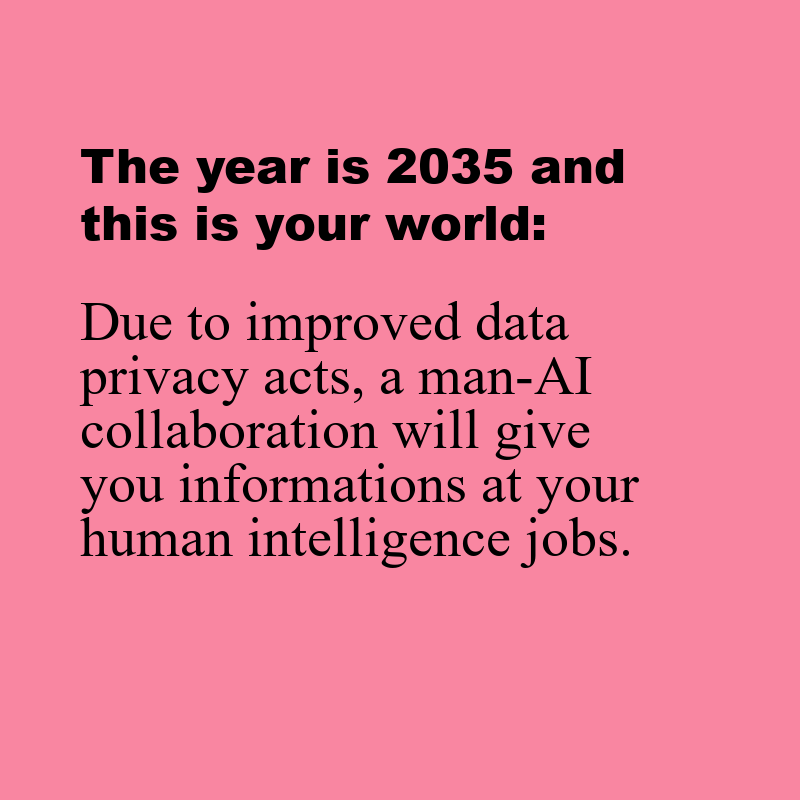 The year is 2035 and
this is your world:
Due to improved data
privacy acts, a man-AI
collaboration will give
you informations at your
human intelligence jobs.